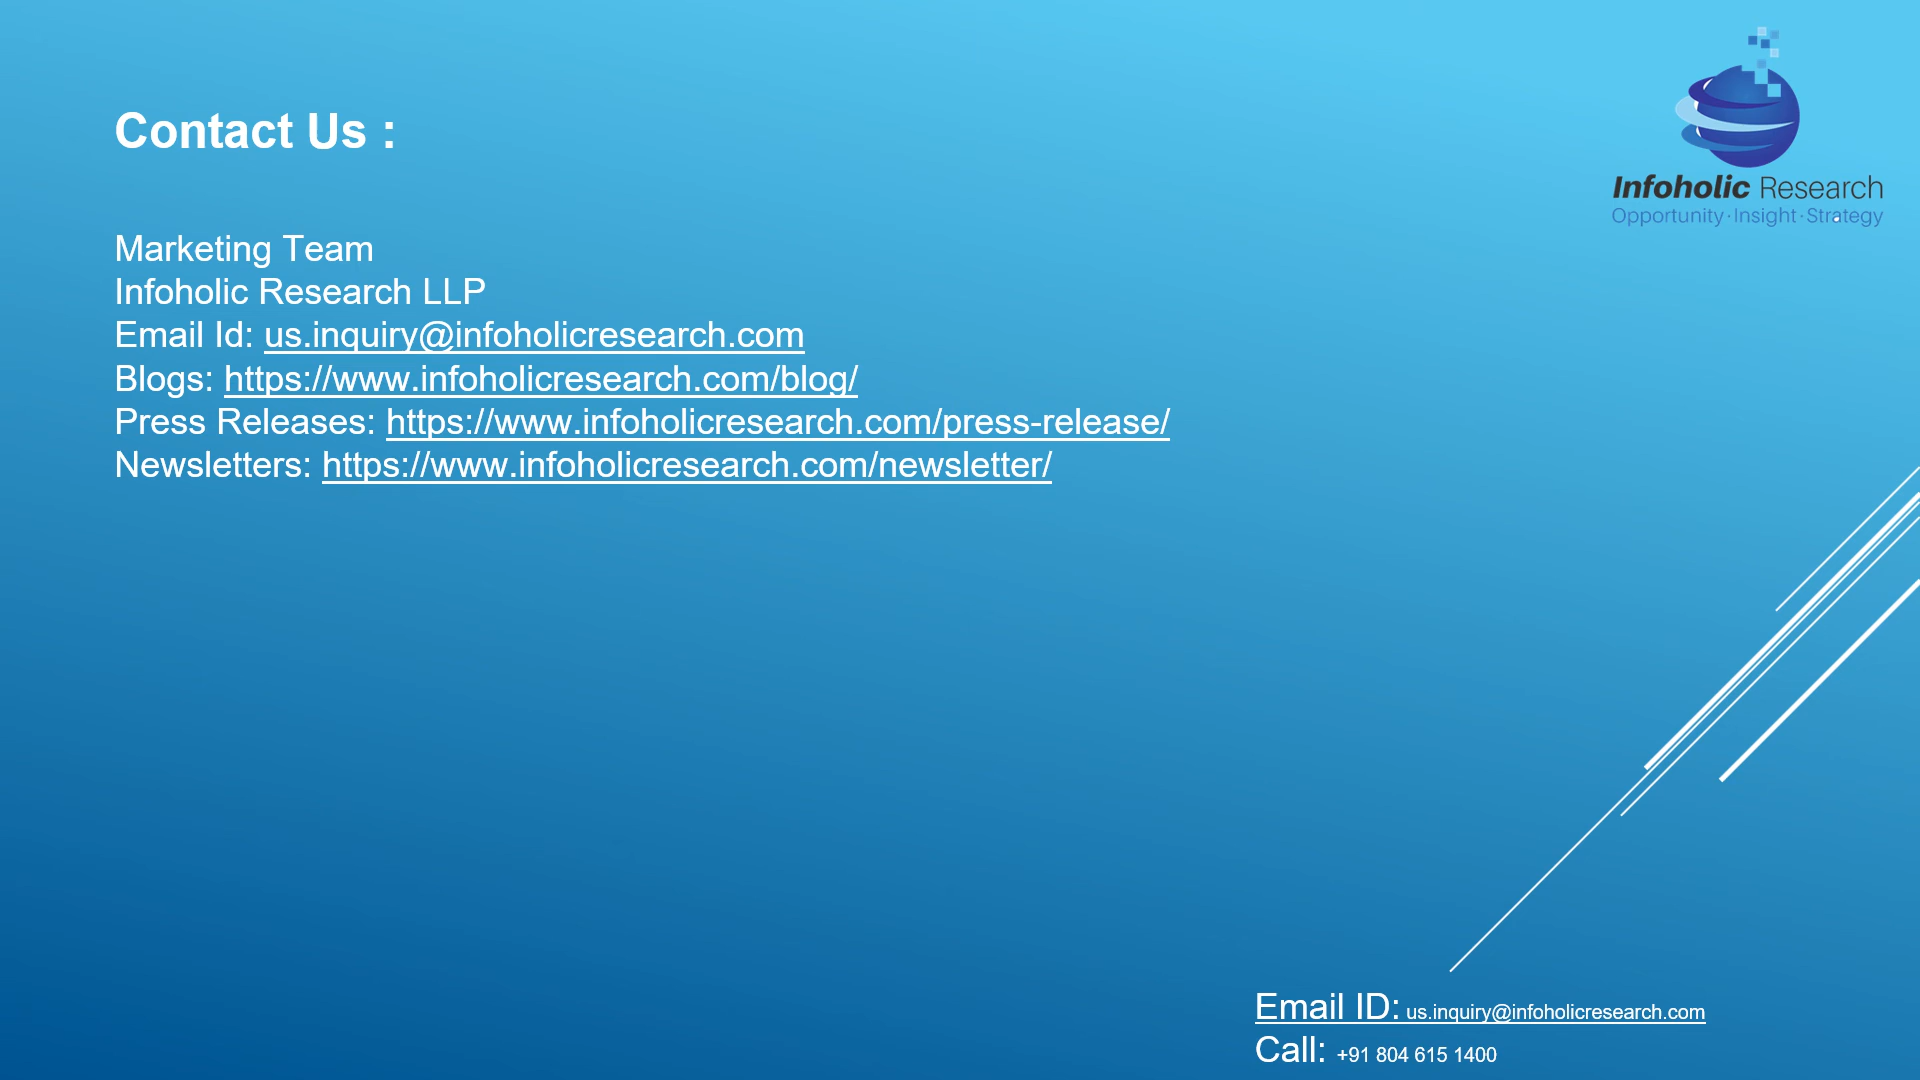 Contact Us :
Infoholic Research
Opportunity · Insight · Strategy
Marketing Team
Infoholic Research LLP
Email Id: us.inquiry@infoholicresearch.com
Blogs: https://www.infoholicresearch.com/blog/
Press Releases: https://www.infoholicresearch.com/press-release/
Newsletters: https://www.infoholicresearch.com/newsletter/
Email ID: us.inquiry@infoholicresearch.com
Call: +91 804 615 1400